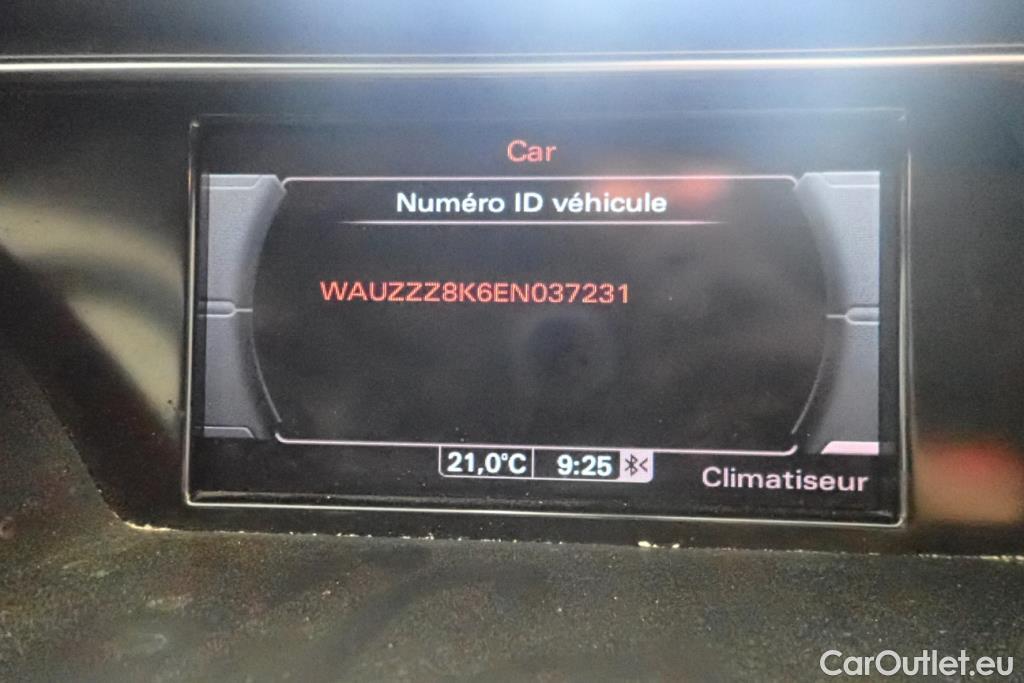 Car
Numéro ID véhicule
WAUZZZ8K6EN037231
21,0°C 9:25
Climatiseur
CarOutlet.eu